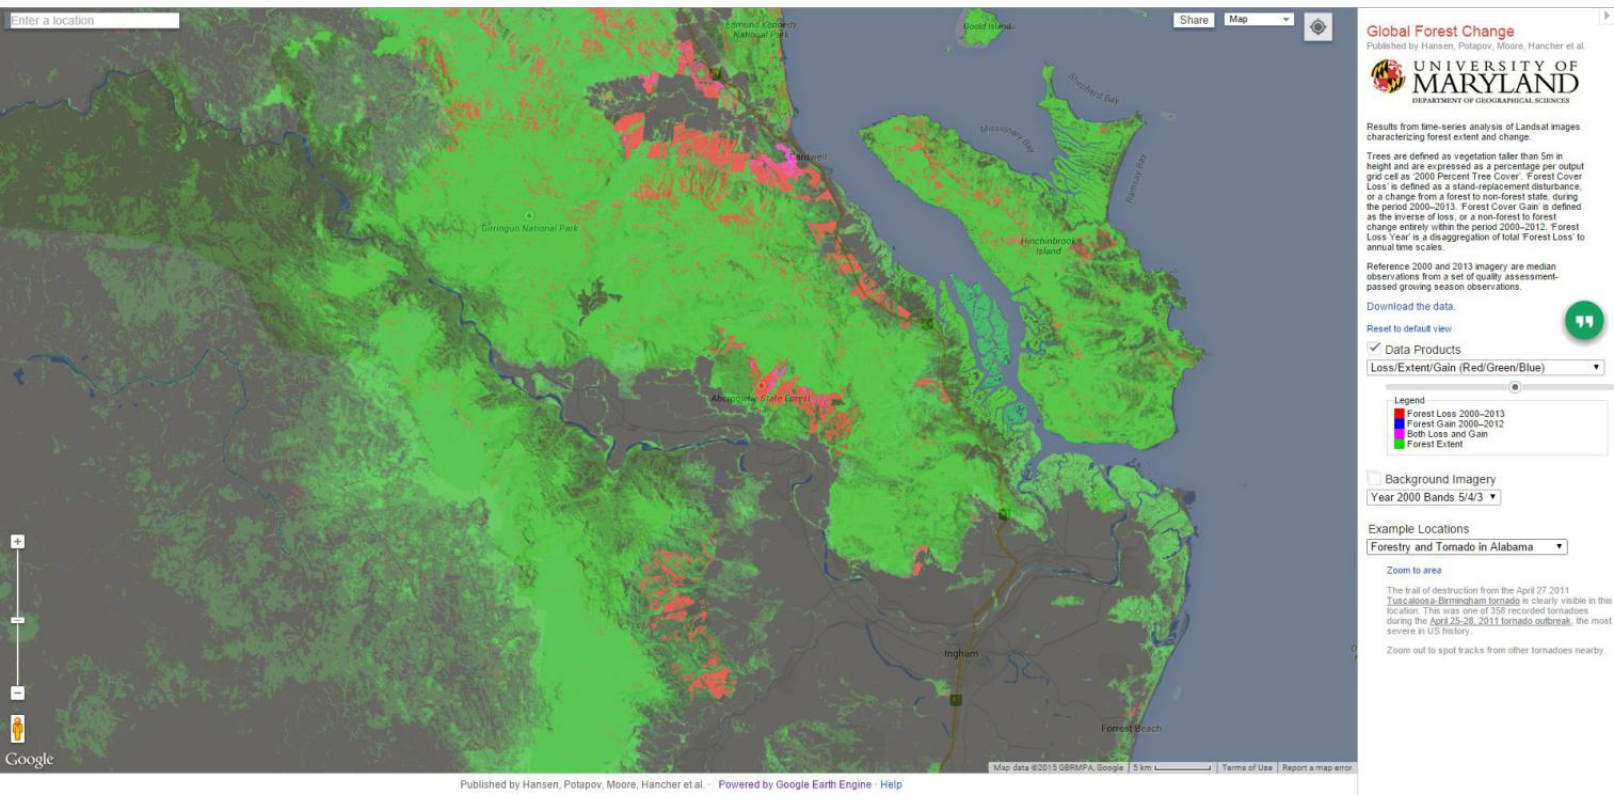 Enter a location
Edmund Kennedy
National Park
Goold Island
Share
Map
Shepherd Bay
Missionary Bay
Ramsay Bay
Cardwell
Girringun National Park
Hinchinbrook
Island
Abergowrie State Forest
Ingham
Forrest Beach
Google
Map data ©2015 GBRMPA, Google
5 km
Terms of Use
Report a map error
Global Forest Change
Published by Hansen, Potapov, Moore, Hancher et al.
UNIVERSITY OF
MARYLAND
DEPARTMENT OF GEOGRAPHICAL SCIENCES
Results from time-series analysis of Landsat images
characterizing forest extent and change.
Trees are defined as vegetation taller than 5m in
height and are expressed as a percentage per output
grid cell as '2000 Percent Tree Cover'. 'Forest Cover
Loss' is defined as a stand-replacement disturbance,
or a change from a forest to non-forest state, during
the period 2000–2013. 'Forest Cover Gain' is defined
as the inverse of loss, or a non-forest to forest
change entirely within the period 2000–2012. 'Forest
Loss Year' is a disaggregation of total 'Forest Loss' to
annual time scales.
Reference 2000 and 2013 imagery are median
observations from a set of quality assessment-
passed growing season observations.
Download the data.
Reset to default view
Data Products
Loss/Extent/Gain (Red/Green/Blue)
Legend
Forest Loss 2000–2013
Forest Gain 2000–2012
Both Loss and Gain
Forest Extent
Background Imagery
Year 2000 Bands 5/4/3
Example Locations
Forestry and Tornado in Alabama
Zoom to area
The trail of destruction from the April 27 2011
Tuscaloosa-Birmingham tornado is clearly visible in this
location. This was one of 358 recorded tornadoes
during the April 25-28, 2011 tornado outbreak, the most
severe in US history.
Zoom out to spot tracks from other tornadoes nearby.
Published by Hansen, Potapov, Moore, Hancher et al. · Powered by Google Earth Engine · Help